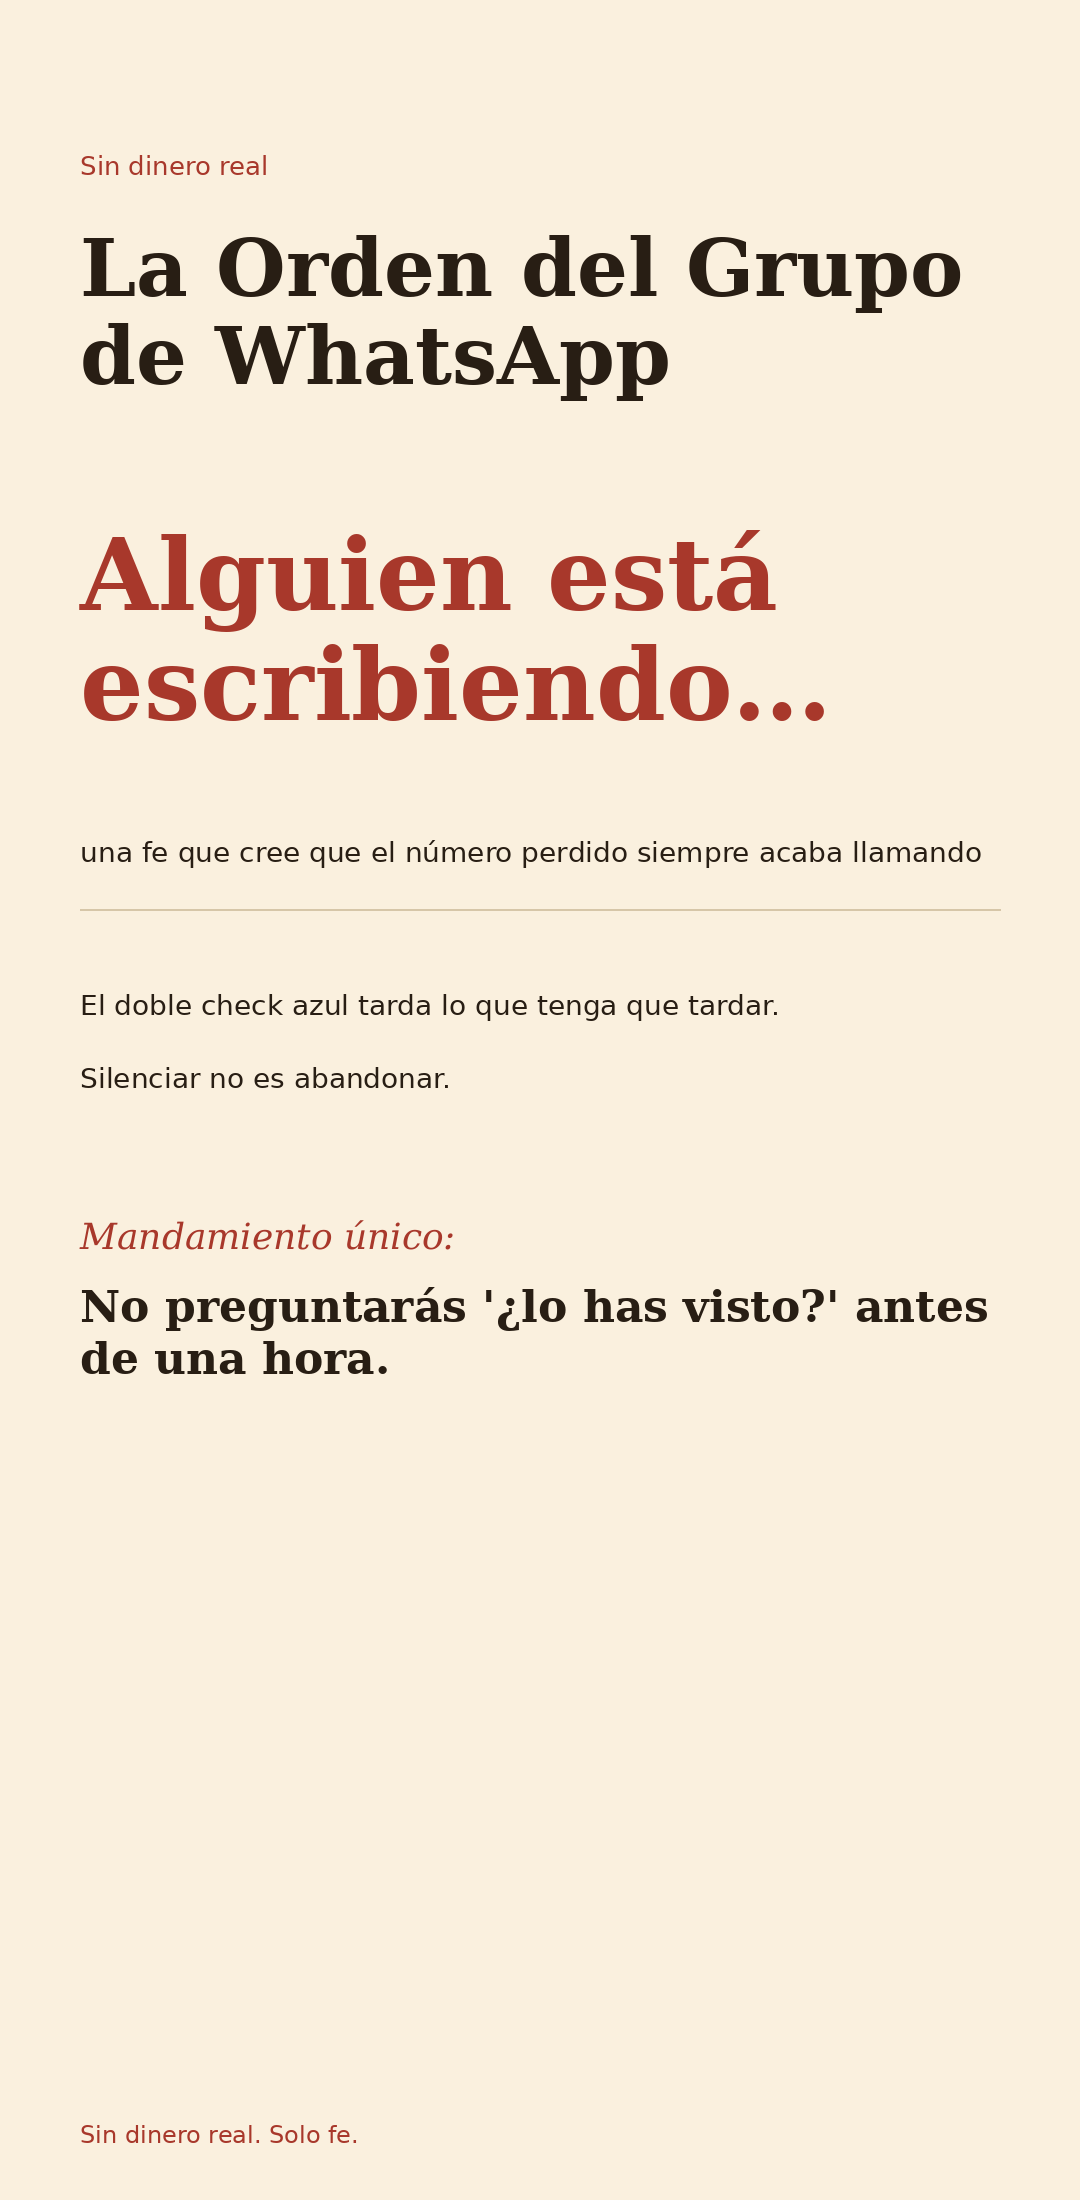 Sin dinero real
La Orden del Grupo
de WhatsApp
Alguien está
escribiendo…
una fe que cree que el número perdido siempre acaba llamando
El doble check azul tarda lo que tenga que tardar.
Silenciar no es abandonar.
Mandamiento único:
No preguntarás '¿lo has visto?' antes
de una hora.
Sin dinero real. Solo fe.